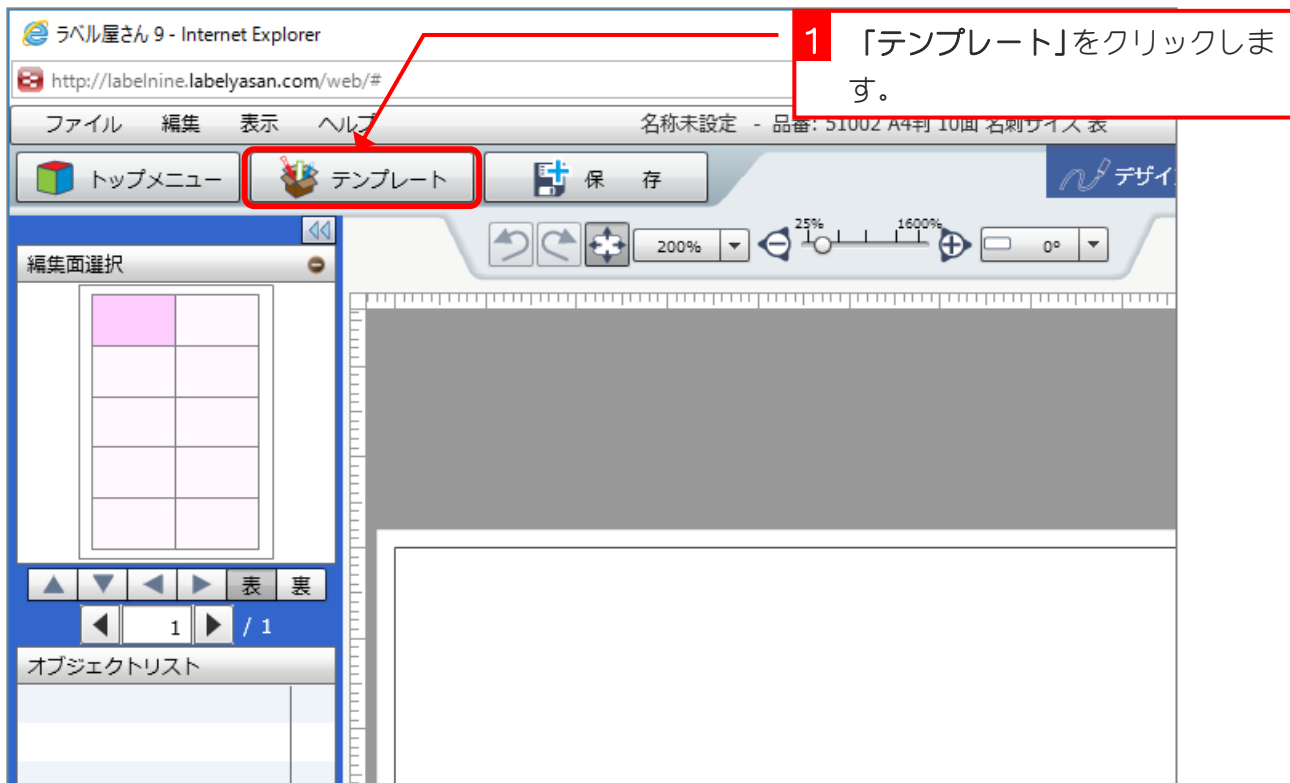 ラベル屋さん 9 - Internet Explorer
1 「テンプレート」をクリックしま
す。
http://labelnine.labelyasan.com/web/#
ファイル 編集 表示 ヘルプ 名称未設定 - 品番: 51002 A4判 10面 名刺サイズ 表
トップメニュー テンプレート 保 存 デザイ
25% 1600%
200% 0°
編集面選択
表 裏
1 / 1
オブジェクトリスト